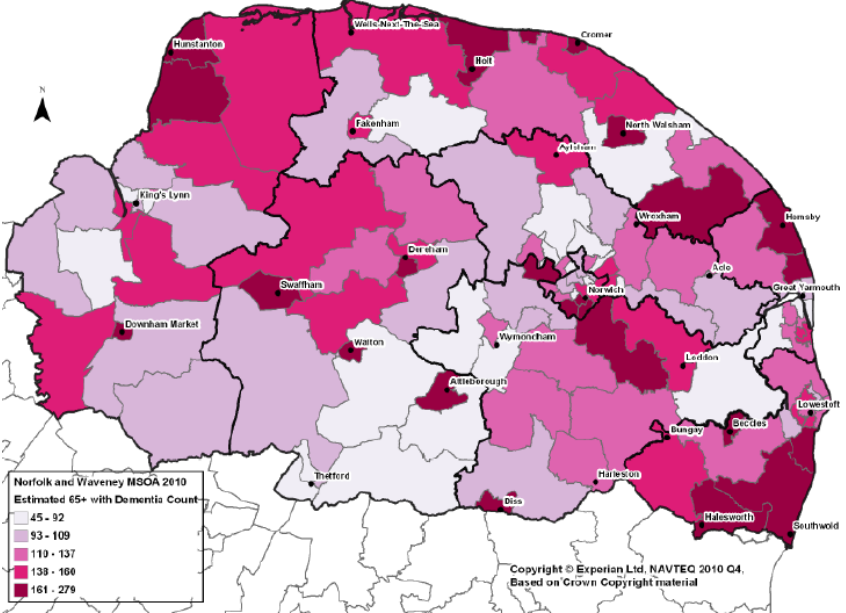 Wells-Next-The-Sea
Cromer
Hunstanton
Holt
N
Fakenham
North Walsham
Aylsham
King's Lynn
Wroxham
Hemsby
Dereham
Acle
Swaffham
Norwich
Great Yarmouth
Downham Market
Watton
Wymondham
Loddon
Attleborough
Lowestoft
Bungay
Beccles
Thetford
Harleston
Diss
Halesworth
Southwold
Norfolk and Waveney MSOA 2010
Estimated 65+ with Dementia Count
45 - 92
93 - 109
110 - 137
138 - 160
161 - 279
Copyright © Experian Ltd, NAVTEQ 2010 Q4.
Based on Crown Copyright material